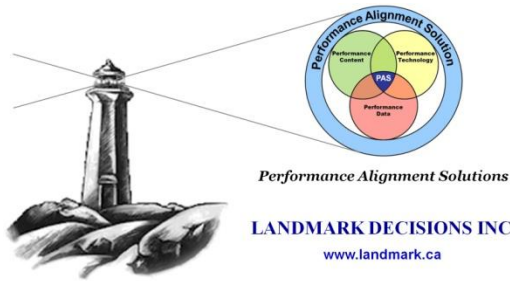 Performance Alignment Solution
Performance
Content
Performance
Technology
PAS
Performance
Data
Performance Alignment Solutions
LANDMARK DECISIONS INC
www.landmark.ca